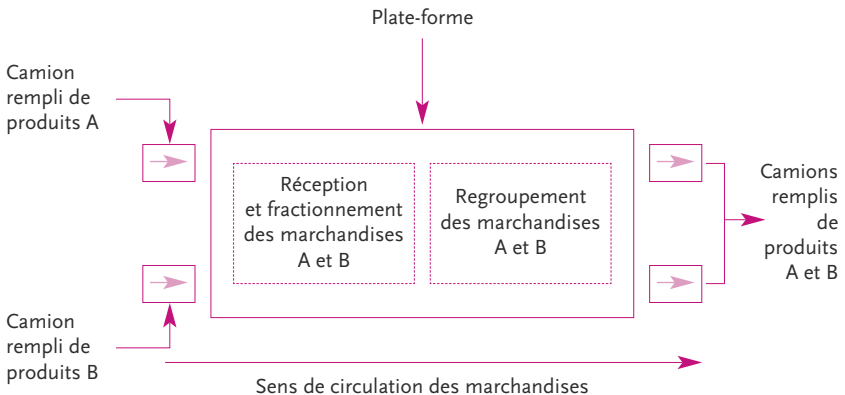 Plate-forme
Camion
rempli de
produits A
Réception
et fractionnement
des marchandises
A et B
Regroupement
des marchandises
A et B
Camions
remplis
de
produits
A et B
Camion
rempli de
produits B
Sens de circulation des marchandises